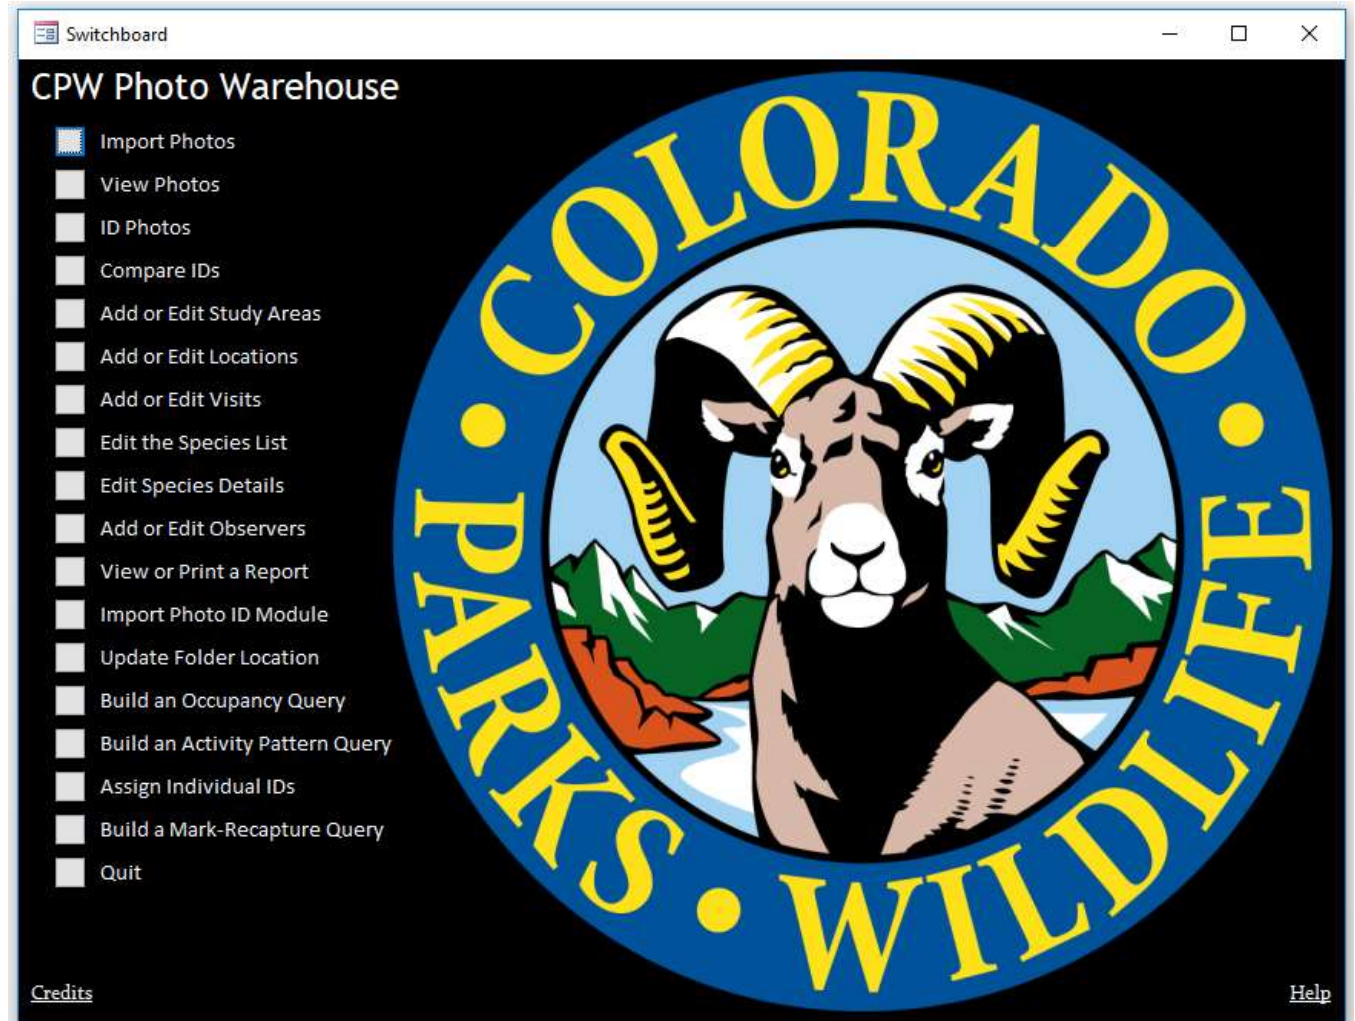 Switchboard
CPW Photo Warehouse
Import Photos
View Photos
ID Photos
Compare IDs
Add or Edit Study Areas
Add or Edit Locations
Add or Edit Visits
Edit the Species List
Edit Species Details
Add or Edit Observers
View or Print a Report
Import Photo ID Module
Update Folder Location
Build an Occupancy Query
Build an Activity Pattern Query
Assign Individual IDs
Build a Mark-Recapture Query
Quit
COLORADO
PARKS • WILDLIFE
Credits
Help